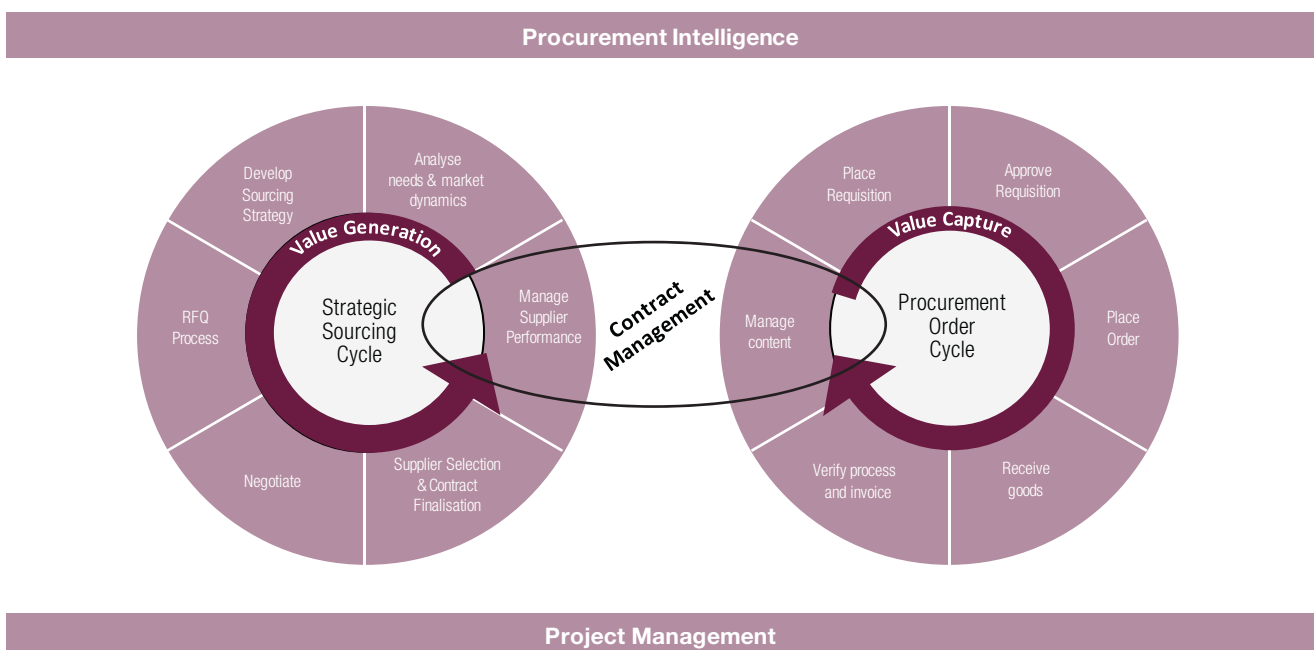 Procurement Intelligence
Develop
Sourcing
Strategy
Analyse
needs & market
dynamics
Value Generation
RFQ
Process
Strategic
Sourcing
Cycle
Manage
Supplier
Performance
Negotiate
Supplier Selection
& Contract
Finalisation
Contract
Management
Place
Requisition
Approve
Requisition
Value Capture
Manage
content
Procurement
Order
Cycle
Place
Order
Verify process
and invoice
Receive
goods
Project Management